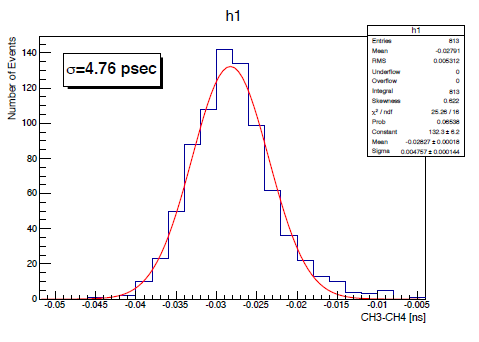 h1
h1
Entries 813
Mean -0.02791
RMS 0.005312
Underflow 0
Overflow 0
Integral 813
Skewness 0.622
χ² / ndf 25.26 / 16
Prob 0.06538
Constant 132.3 ± 6.2
Mean -0.02827 ± 0.00018
Sigma 0.004757 ± 0.000144
σ=4.76 psec
Number of Events
140
120
100
80
60
40
20
0
-0.05 -0.045 -0.04 -0.035 -0.03 -0.025 -0.02 -0.015 -0.01 -0.005
CH3-CH4 [ns]